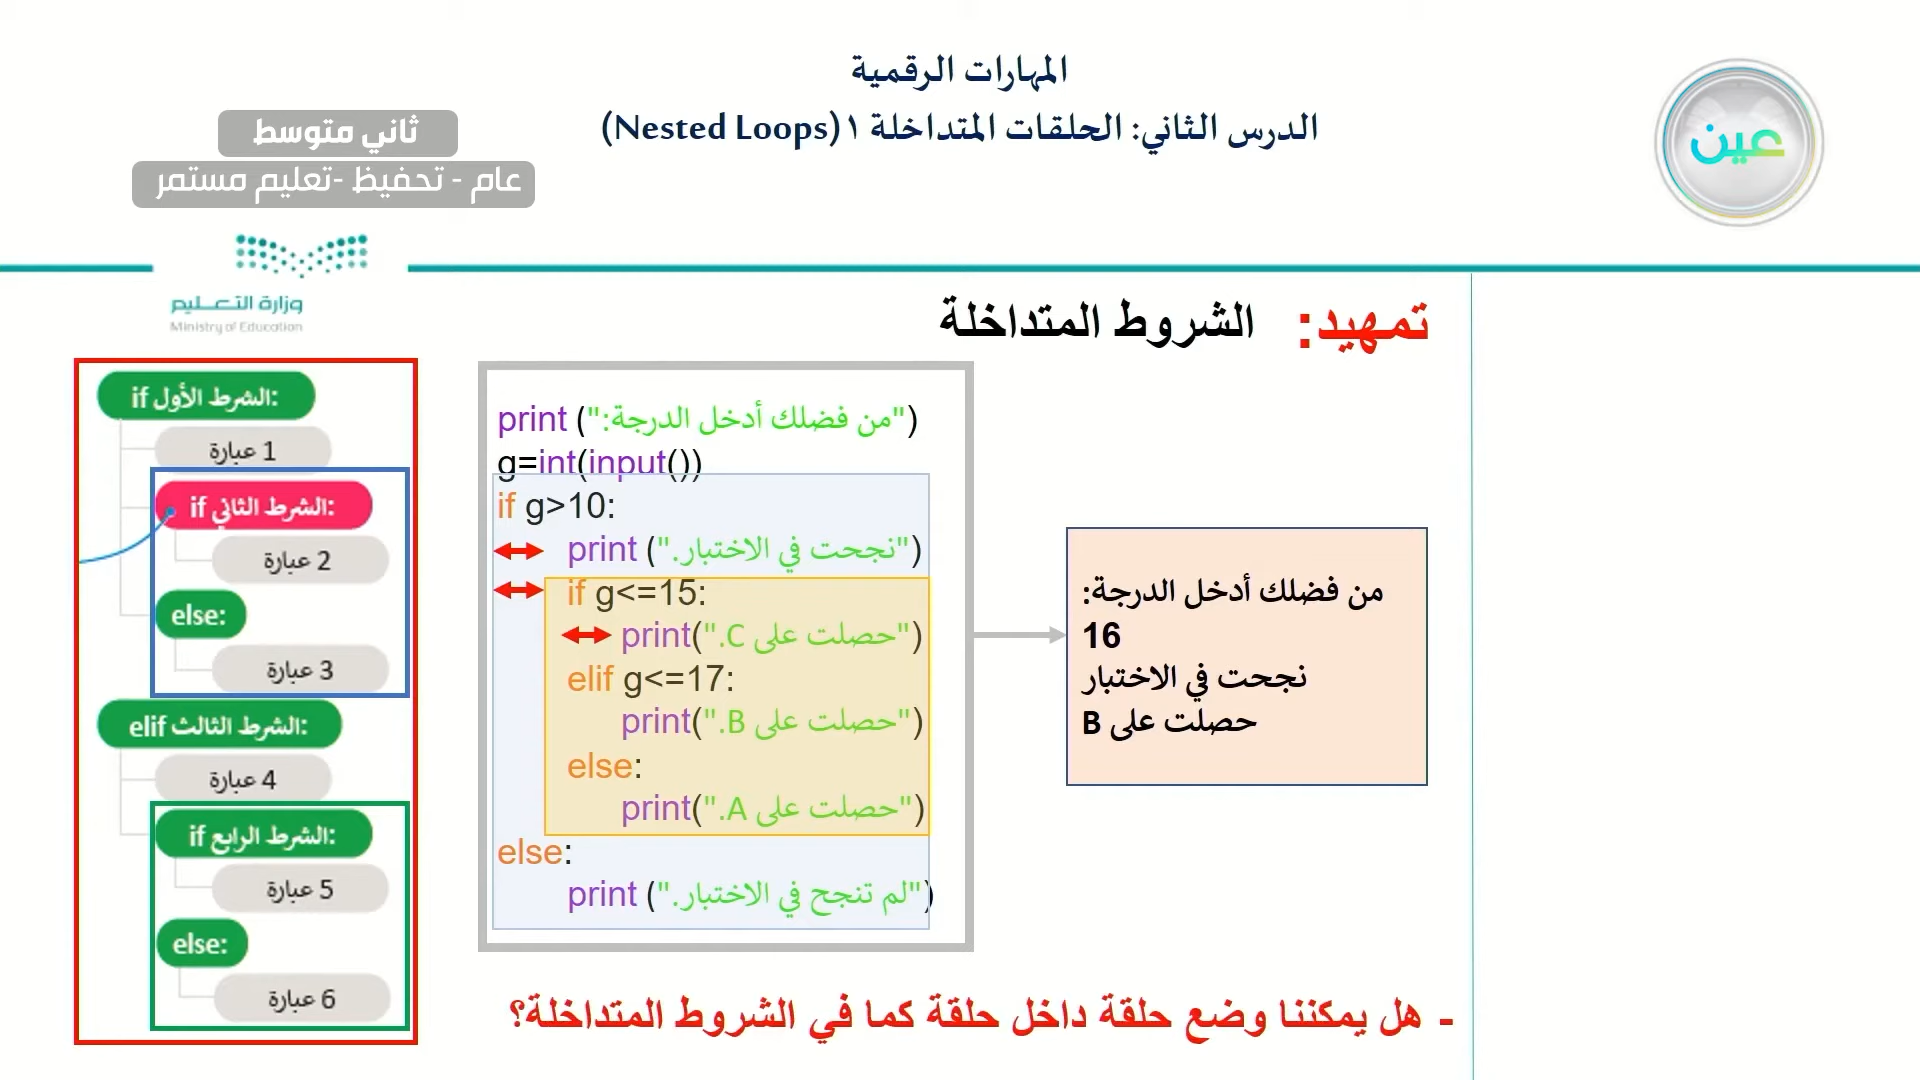 المهارات الرقمية
الدرس الثاني: الحلقات المتداخلة ١ (Nested Loops)
ثاني متوسط
عام - تحفيظ -تعليم مستمر
عين
وزارة التعليم
Ministry of Education
تمهيد: الشروط المتداخلة
if الشرط الأول:
1 عبارة
if الشرط الثاني:
2 عبارة
else:
3 عبارة
elif الشرط الثالث:
4 عبارة
if الشرط الرابع:
5 عبارة
else:
6 عبارة
print ("من فضلك أدخل الدرجة:")
g=int(input())
if g>10:
print ("نجحت في الاختبار.")
if g<=15:
print("حصلت على C.")
elif g<=17:
print("حصلت على B.")
else:
print("حصلت على A.")
else:
print ("لم تنجح في الاختبار.")
من فضلك أدخل الدرجة:
16
نجحت في الاختبار
حصلت على B
- هل يمكننا وضع حلقة داخل حلقة كما في الشروط المتداخلة؟